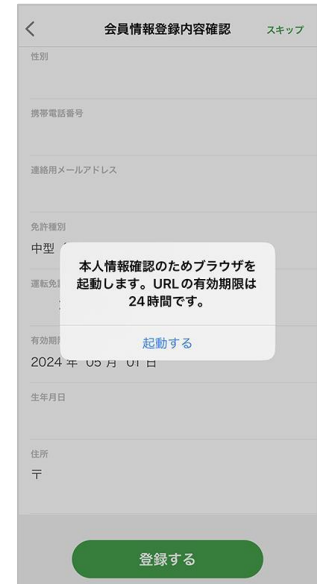 会員情報登録内容確認 スキップ
性別
携帯電話番号
連絡用メールアドレス
免許種別
中型
本人情報確認のためブラウザを
起動します。URLの有効期限は
24時間です。
運転免
起動する
有効期
2024 年 05 月 01 日
生年月日
住所
〒
登録する